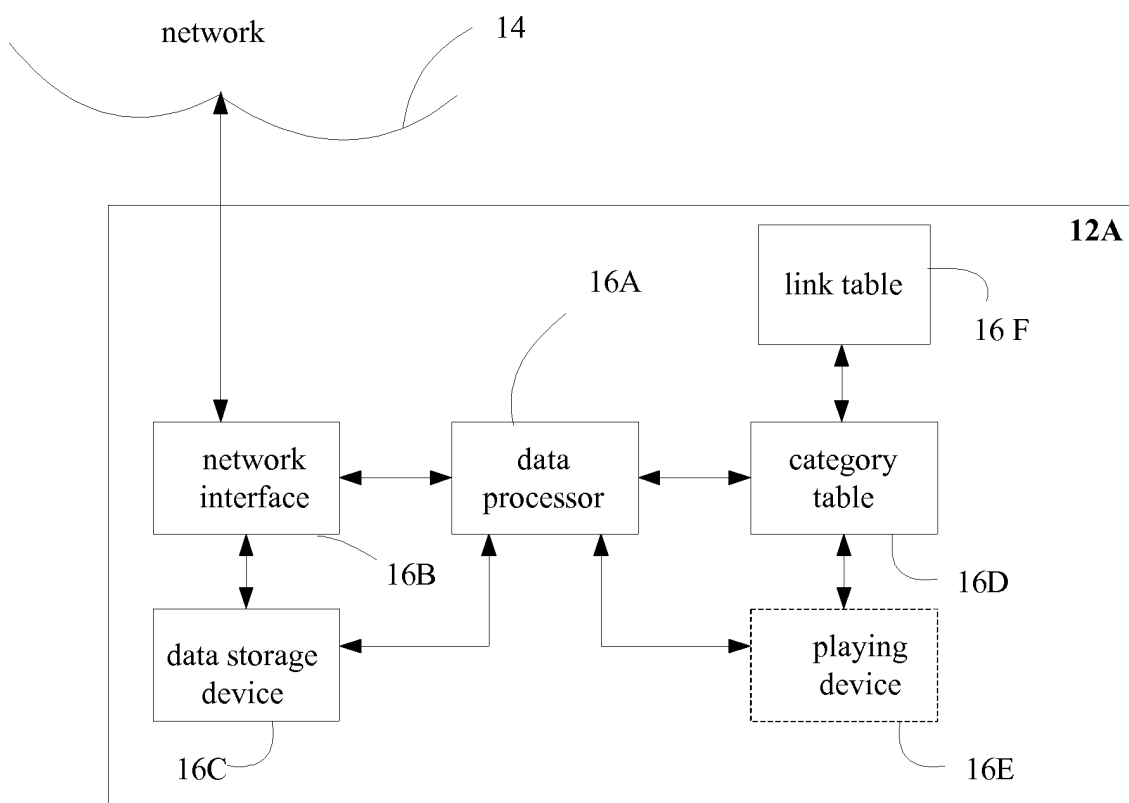 network
14
12A
link table
16 F
16A
network
interface
data
processor
category
table
16B
16D
data storage
device
playing
device
16C
16E